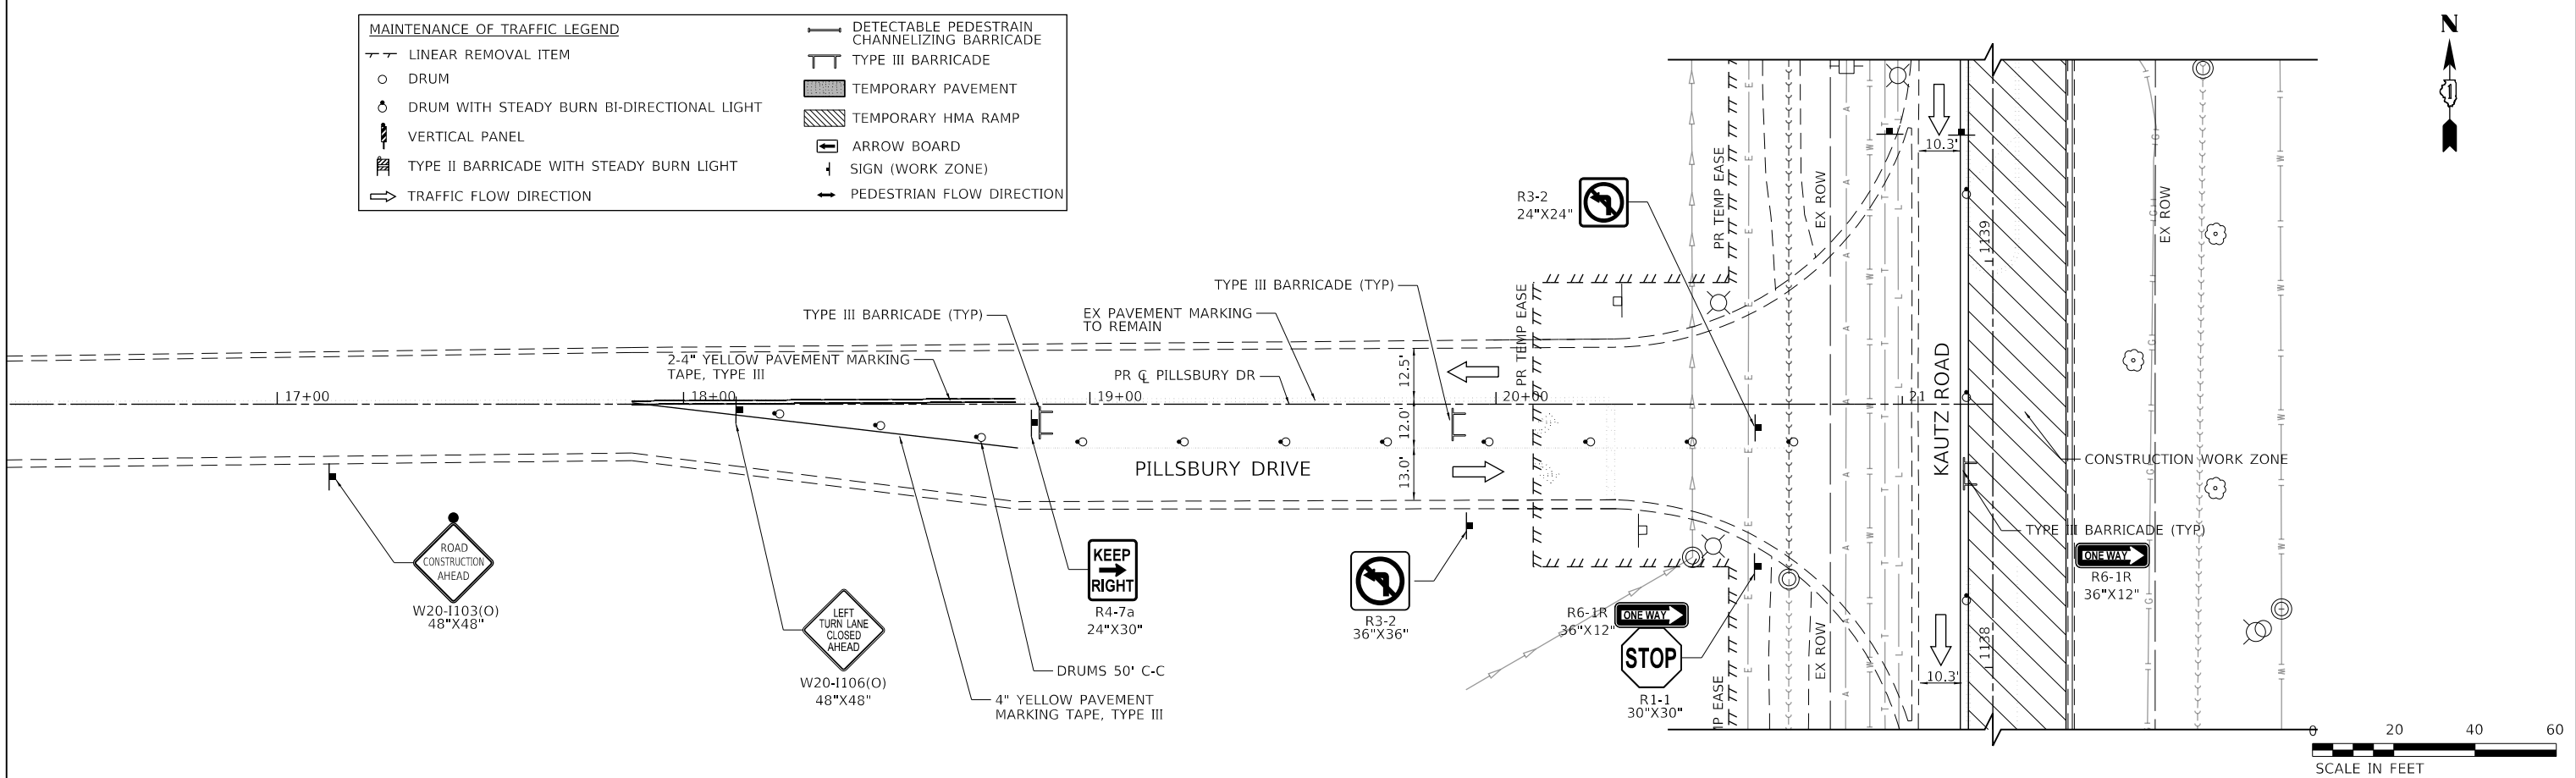 MAINTENANCE OF TRAFFIC LEGEND
LINEAR REMOVAL ITEM
DRUM
DRUM WITH STEADY BURN BI-DIRECTIONAL LIGHT
VERTICAL PANEL
TYPE II BARRICADE WITH STEADY BURN LIGHT
TRAFFIC FLOW DIRECTION
DETECTABLE PEDESTRAIN
CHANNELIZING BARRICADE
TYPE III BARRICADE
TEMPORARY PAVEMENT
TEMPORARY HMA RAMP
ARROW BOARD
SIGN (WORK ZONE)
PEDESTRIAN FLOW DIRECTION
N
R3-2
24"X24"
PR TEMP EASE
EX ROW
10.3'
1139
EX ROW
TYPE III BARRICADE (TYP)
TYPE III BARRICADE (TYP)
EX PAVEMENT MARKING
TO REMAIN
2-4" YELLOW PAVEMENT MARKING
TAPE, TYPE III
PR ℄ PILLSBURY DR
12.5'
PR TEMP EASE
17+00
18+00
19+00
20+00
21
12.0'
13.0'
PILLSBURY DRIVE
KAUTZ ROAD
CONSTRUCTION WORK ZONE
TYPE III BARRICADE (TYP)
ONE WAY
R6-1R
36"X12"
ROAD
CONSTRUCTION
AHEAD
W20-I103(O)
48"X48"
LEFT
TURN LANE
CLOSED
AHEAD
W20-I106(O)
48"X48"
KEEP
RIGHT
R4-7a
24"X30"
DRUMS 50' C-C
4" YELLOW PAVEMENT
MARKING TAPE, TYPE III
R3-2
36"X36"
R6-1R
36"X12"
ONE WAY
STOP
R1-1
30"X30"
MP EASE
EX ROW
10.3'
1138
0 20 40 60
SCALE IN FEET